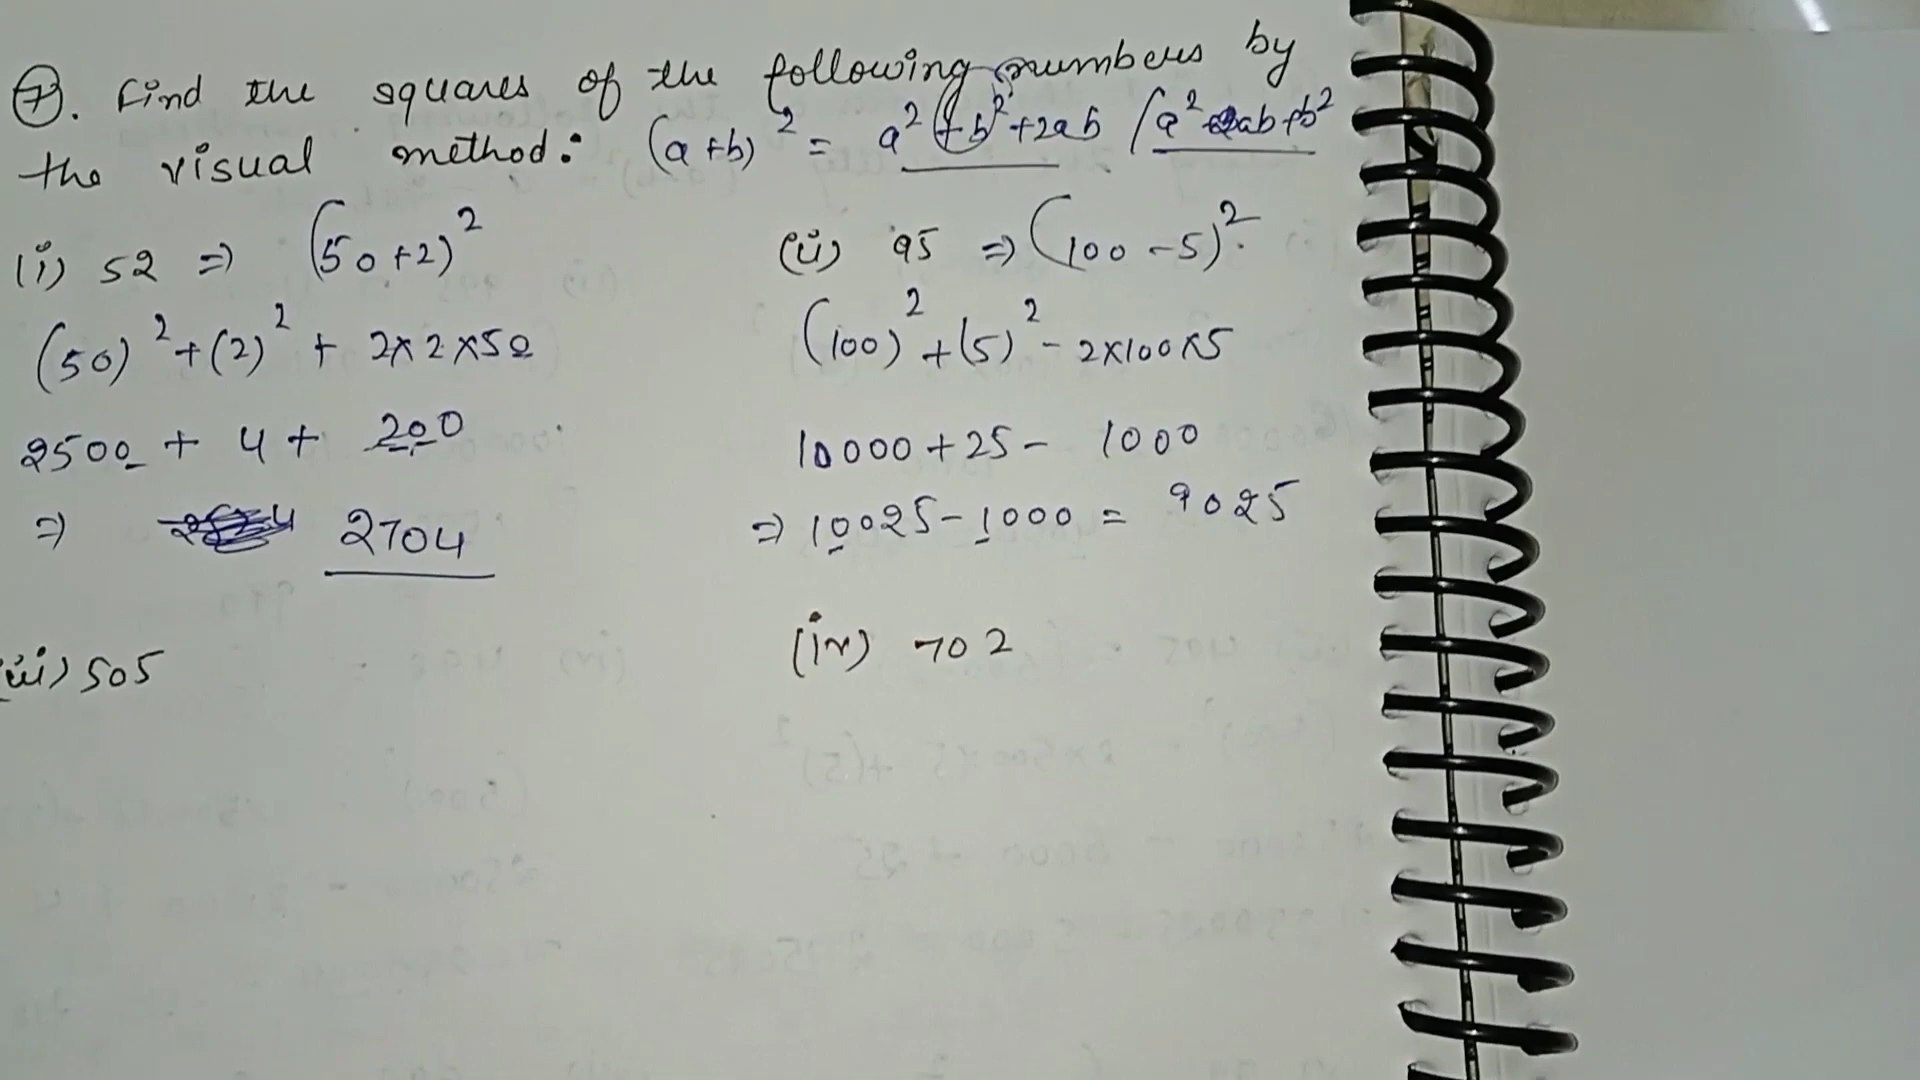 ⑦. Find the squares of the following numbers by
the visual method: (a+b)² = a²+b²+2ab / a²+2ab+b²
(i) 52 ⇒ (50+2)²
(50)²+(2)² + 2×2×50
2500 + 4 + 200
⇒ 2704
(ii) 95 ⇒ (100-5)²
(100)²+(5)²- 2×100×5
10000+25- 1000
⇒ 10025-1000 = 9025
(iii) 505
(iv) 702